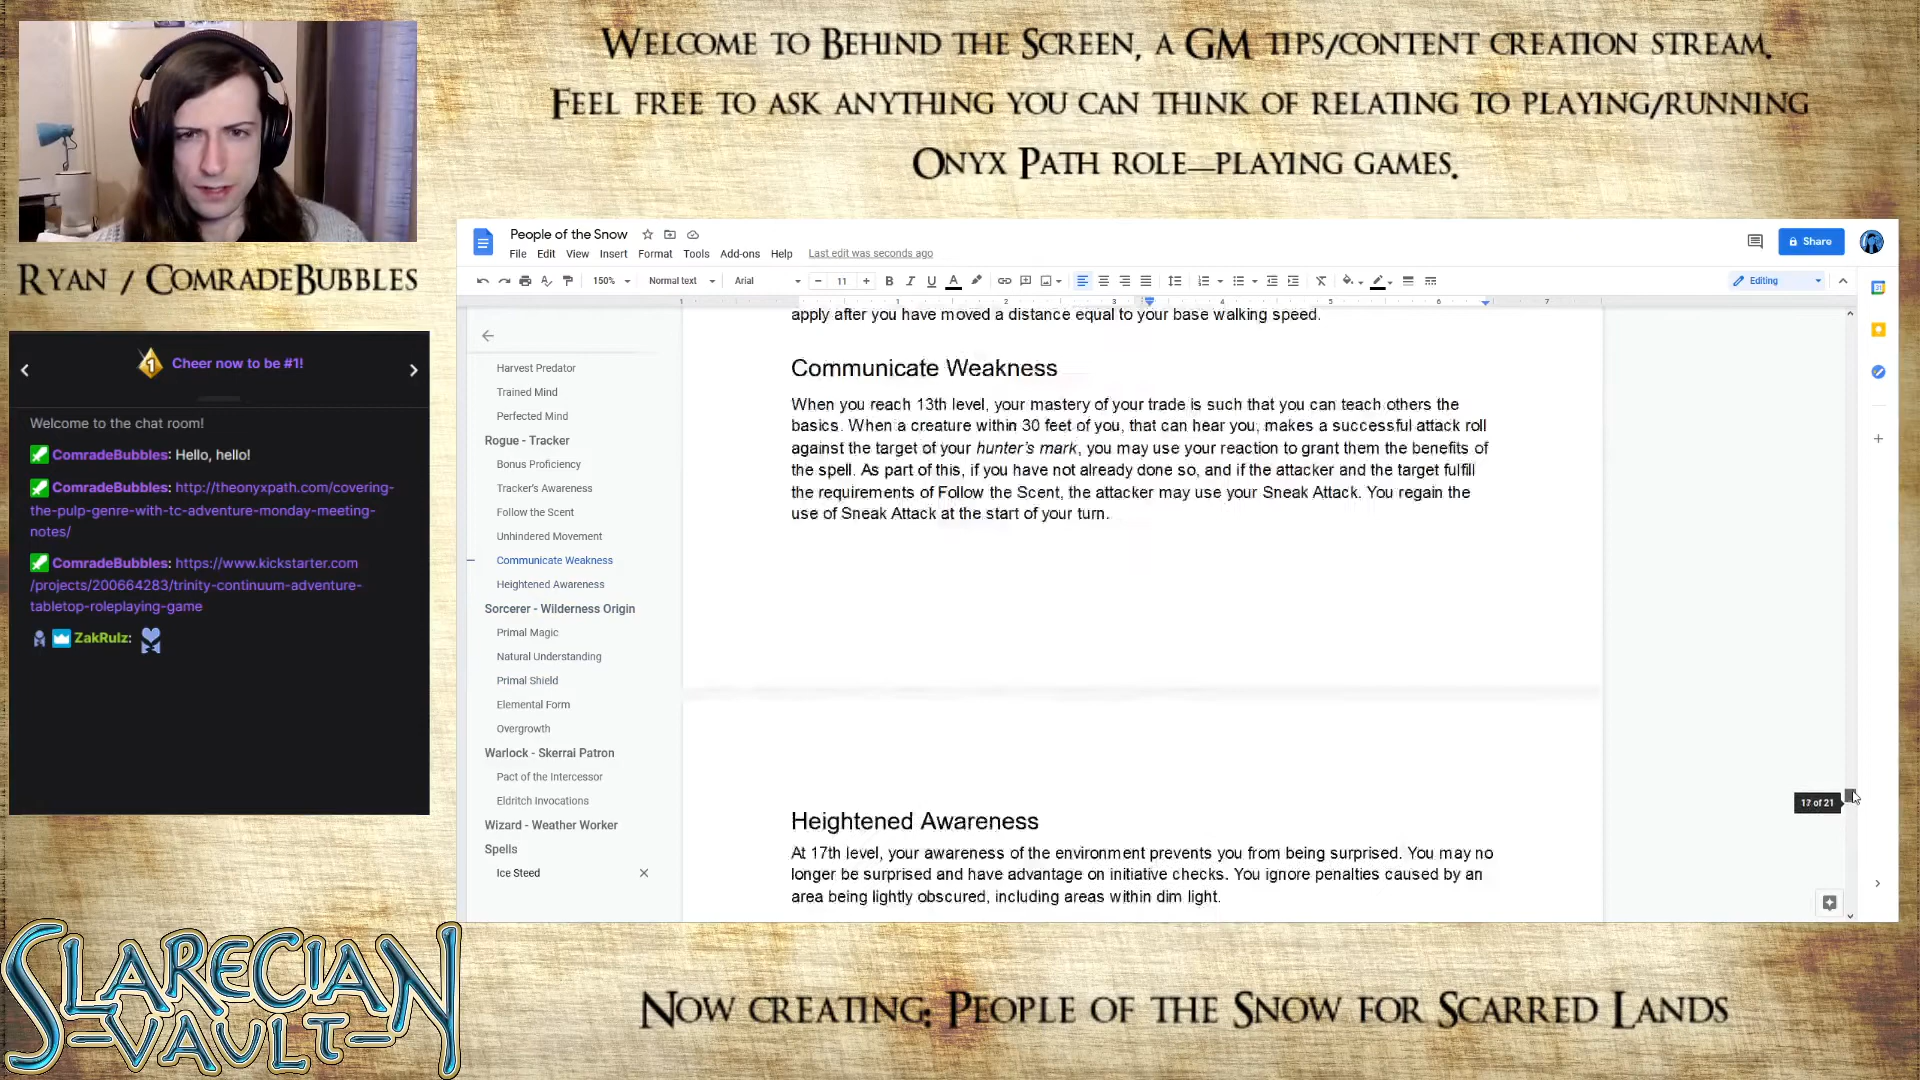 Welcome to Behind the Screen, a GM tips/content creation stream.
Feel free to ask anything you can think of relating to playing/running
Onyx Path role—playing games.
Ryan / ComradeBubbles
Cheer now to be #1!
1
Welcome to the chat room!
ComradeBubbles: Hello, hello!
ComradeBubbles: http://theonyxpath.com/covering-
the-pulp-genre-with-tc-adventure-monday-meeting-
notes/
ComradeBubbles: https://www.kickstarter.com
/projects/200664283/trinity-continuum-adventure-
tabletop-roleplaying-game
ZakRulz:
People of the Snow
Share
File Edit View Insert Format Tools Add-ons Help Last edit was seconds ago
150% Normal text Arial 11 Editing
1 1 2 3 4 5 6 7
Harvest Predator
Trained Mind
Perfected Mind
Rogue - Tracker
Bonus Proficiency
Tracker's Awareness
Follow the Scent
Unhindered Movement
Communicate Weakness
Heightened Awareness
Sorcerer - Wilderness Origin
Primal Magic
Natural Understanding
Primal Shield
Elemental Form
Overgrowth
Warlock - Skerrai Patron
Pact of the Intercessor
Eldritch Invocations
Wizard - Weather Worker
Spells
Ice Steed
apply after you have moved a distance equal to your base walking speed.
Communicate Weakness
When you reach 13th level, your mastery of your trade is such that you can teach others the
basics. When a creature within 30 feet of you, that can hear you, makes a successful attack roll
against the target of your hunter's mark, you may use your reaction to grant them the benefits of
the spell. As part of this, if you have not already done so, and if the attacker and the target fulfill
the requirements of Follow the Scent, the attacker may use your Sneak Attack. You regain the
use of Sneak Attack at the start of your turn.
Heightened Awareness
At 17th level, your awareness of the environment prevents you from being surprised. You may no
longer be surprised and have advantage on initiative checks. You ignore penalties caused by an
area being lightly obscured, including areas within dim light.
17 of 21
Slarecian
Vault
Now creating: People of the Snow for Scarred Lands